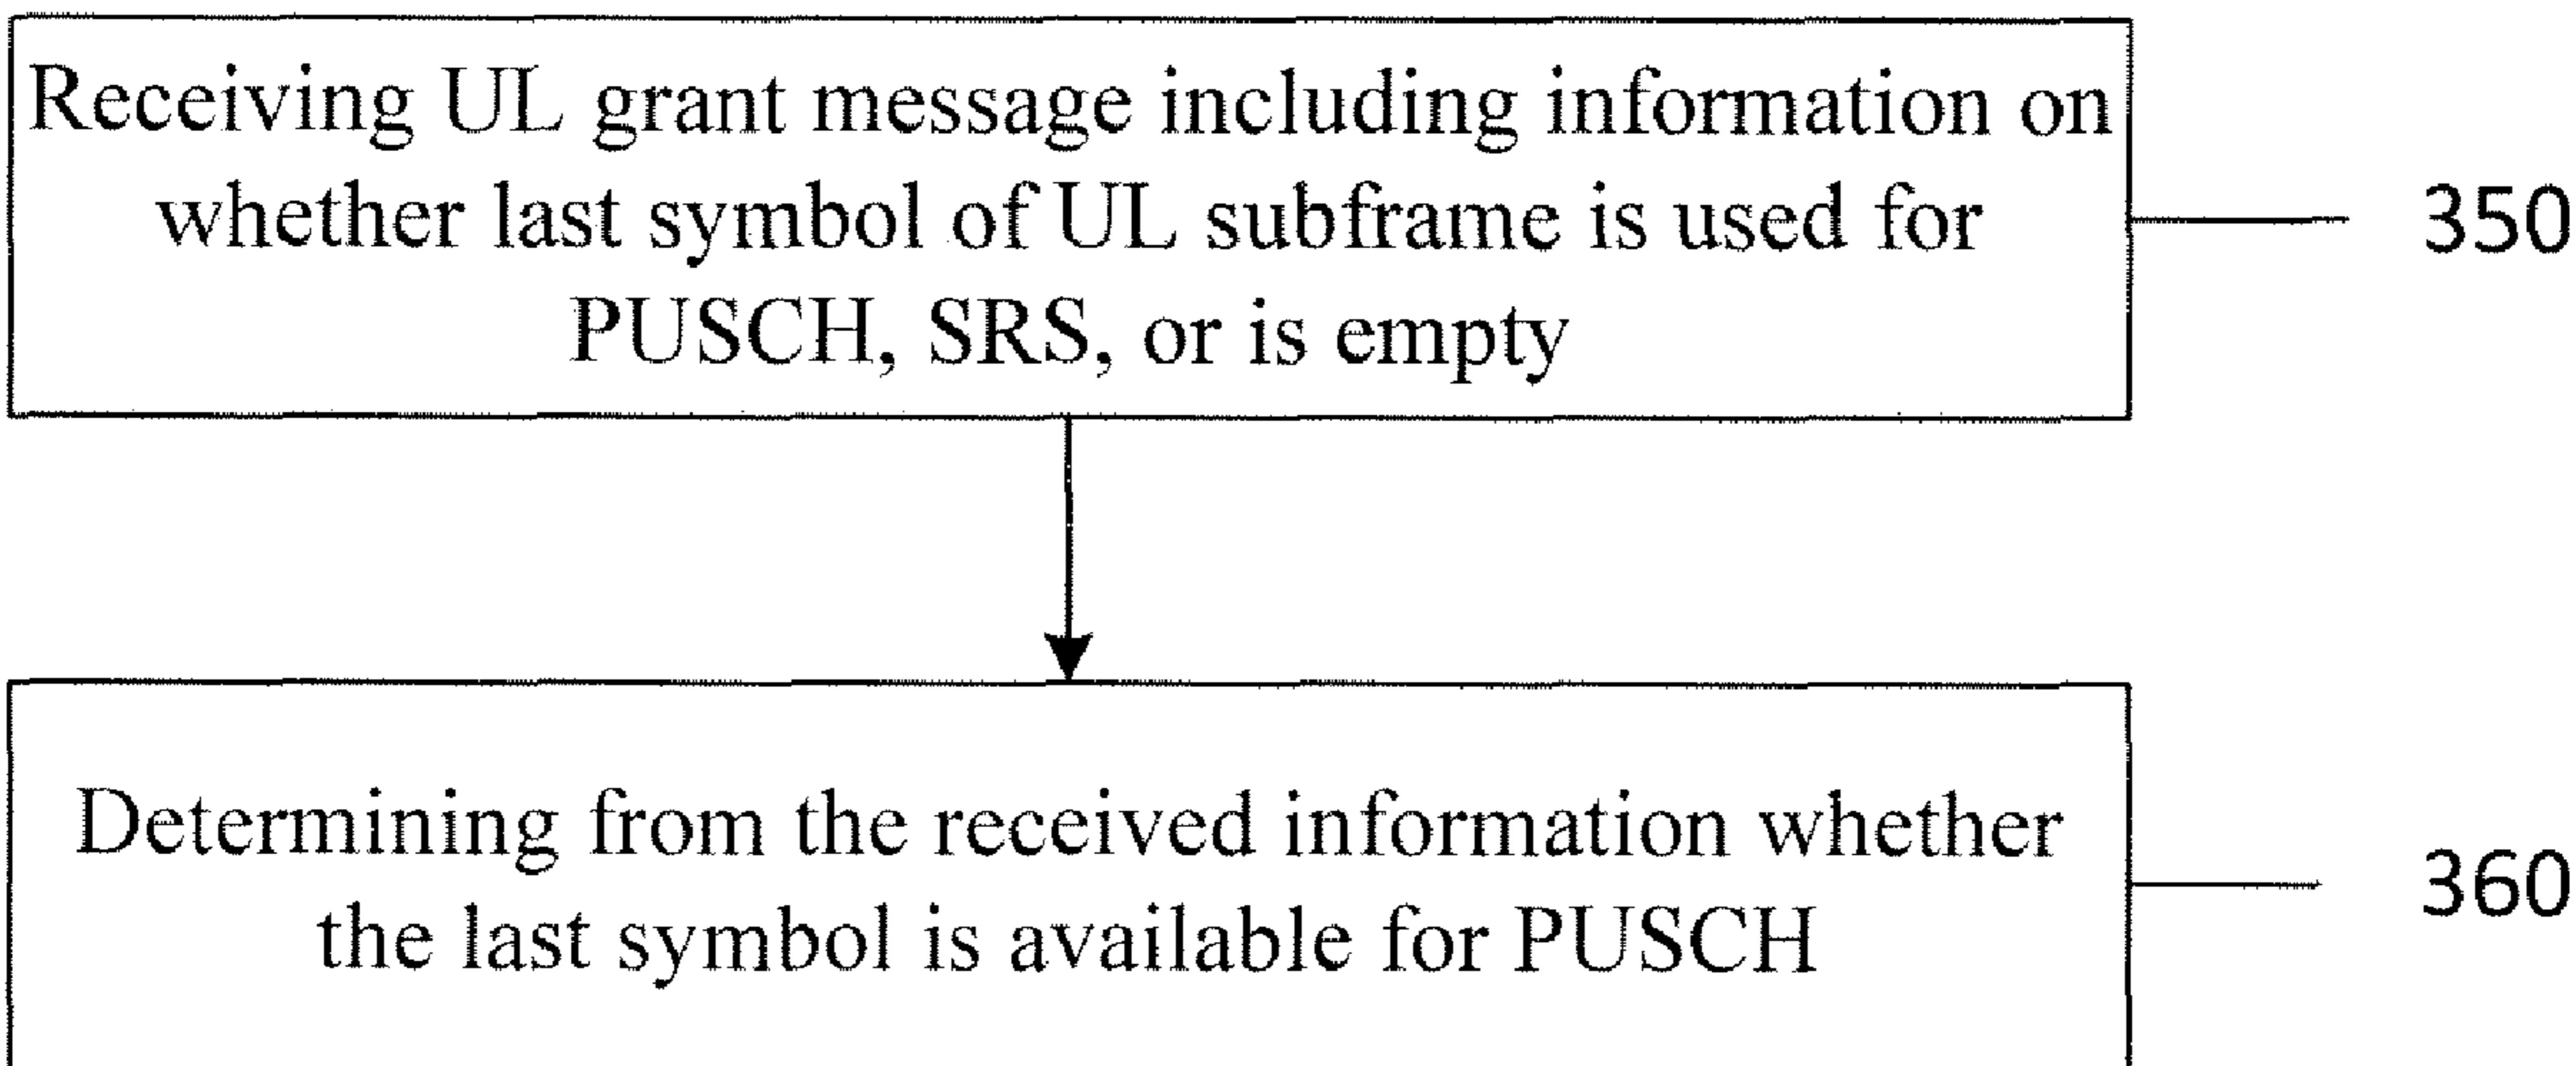 Receiving UL grant message including information on
whether last symbol of UL subframe is used for
PUSCH, SRS, or is empty
350
Determining from the received information whether
the last symbol is available for PUSCH
360